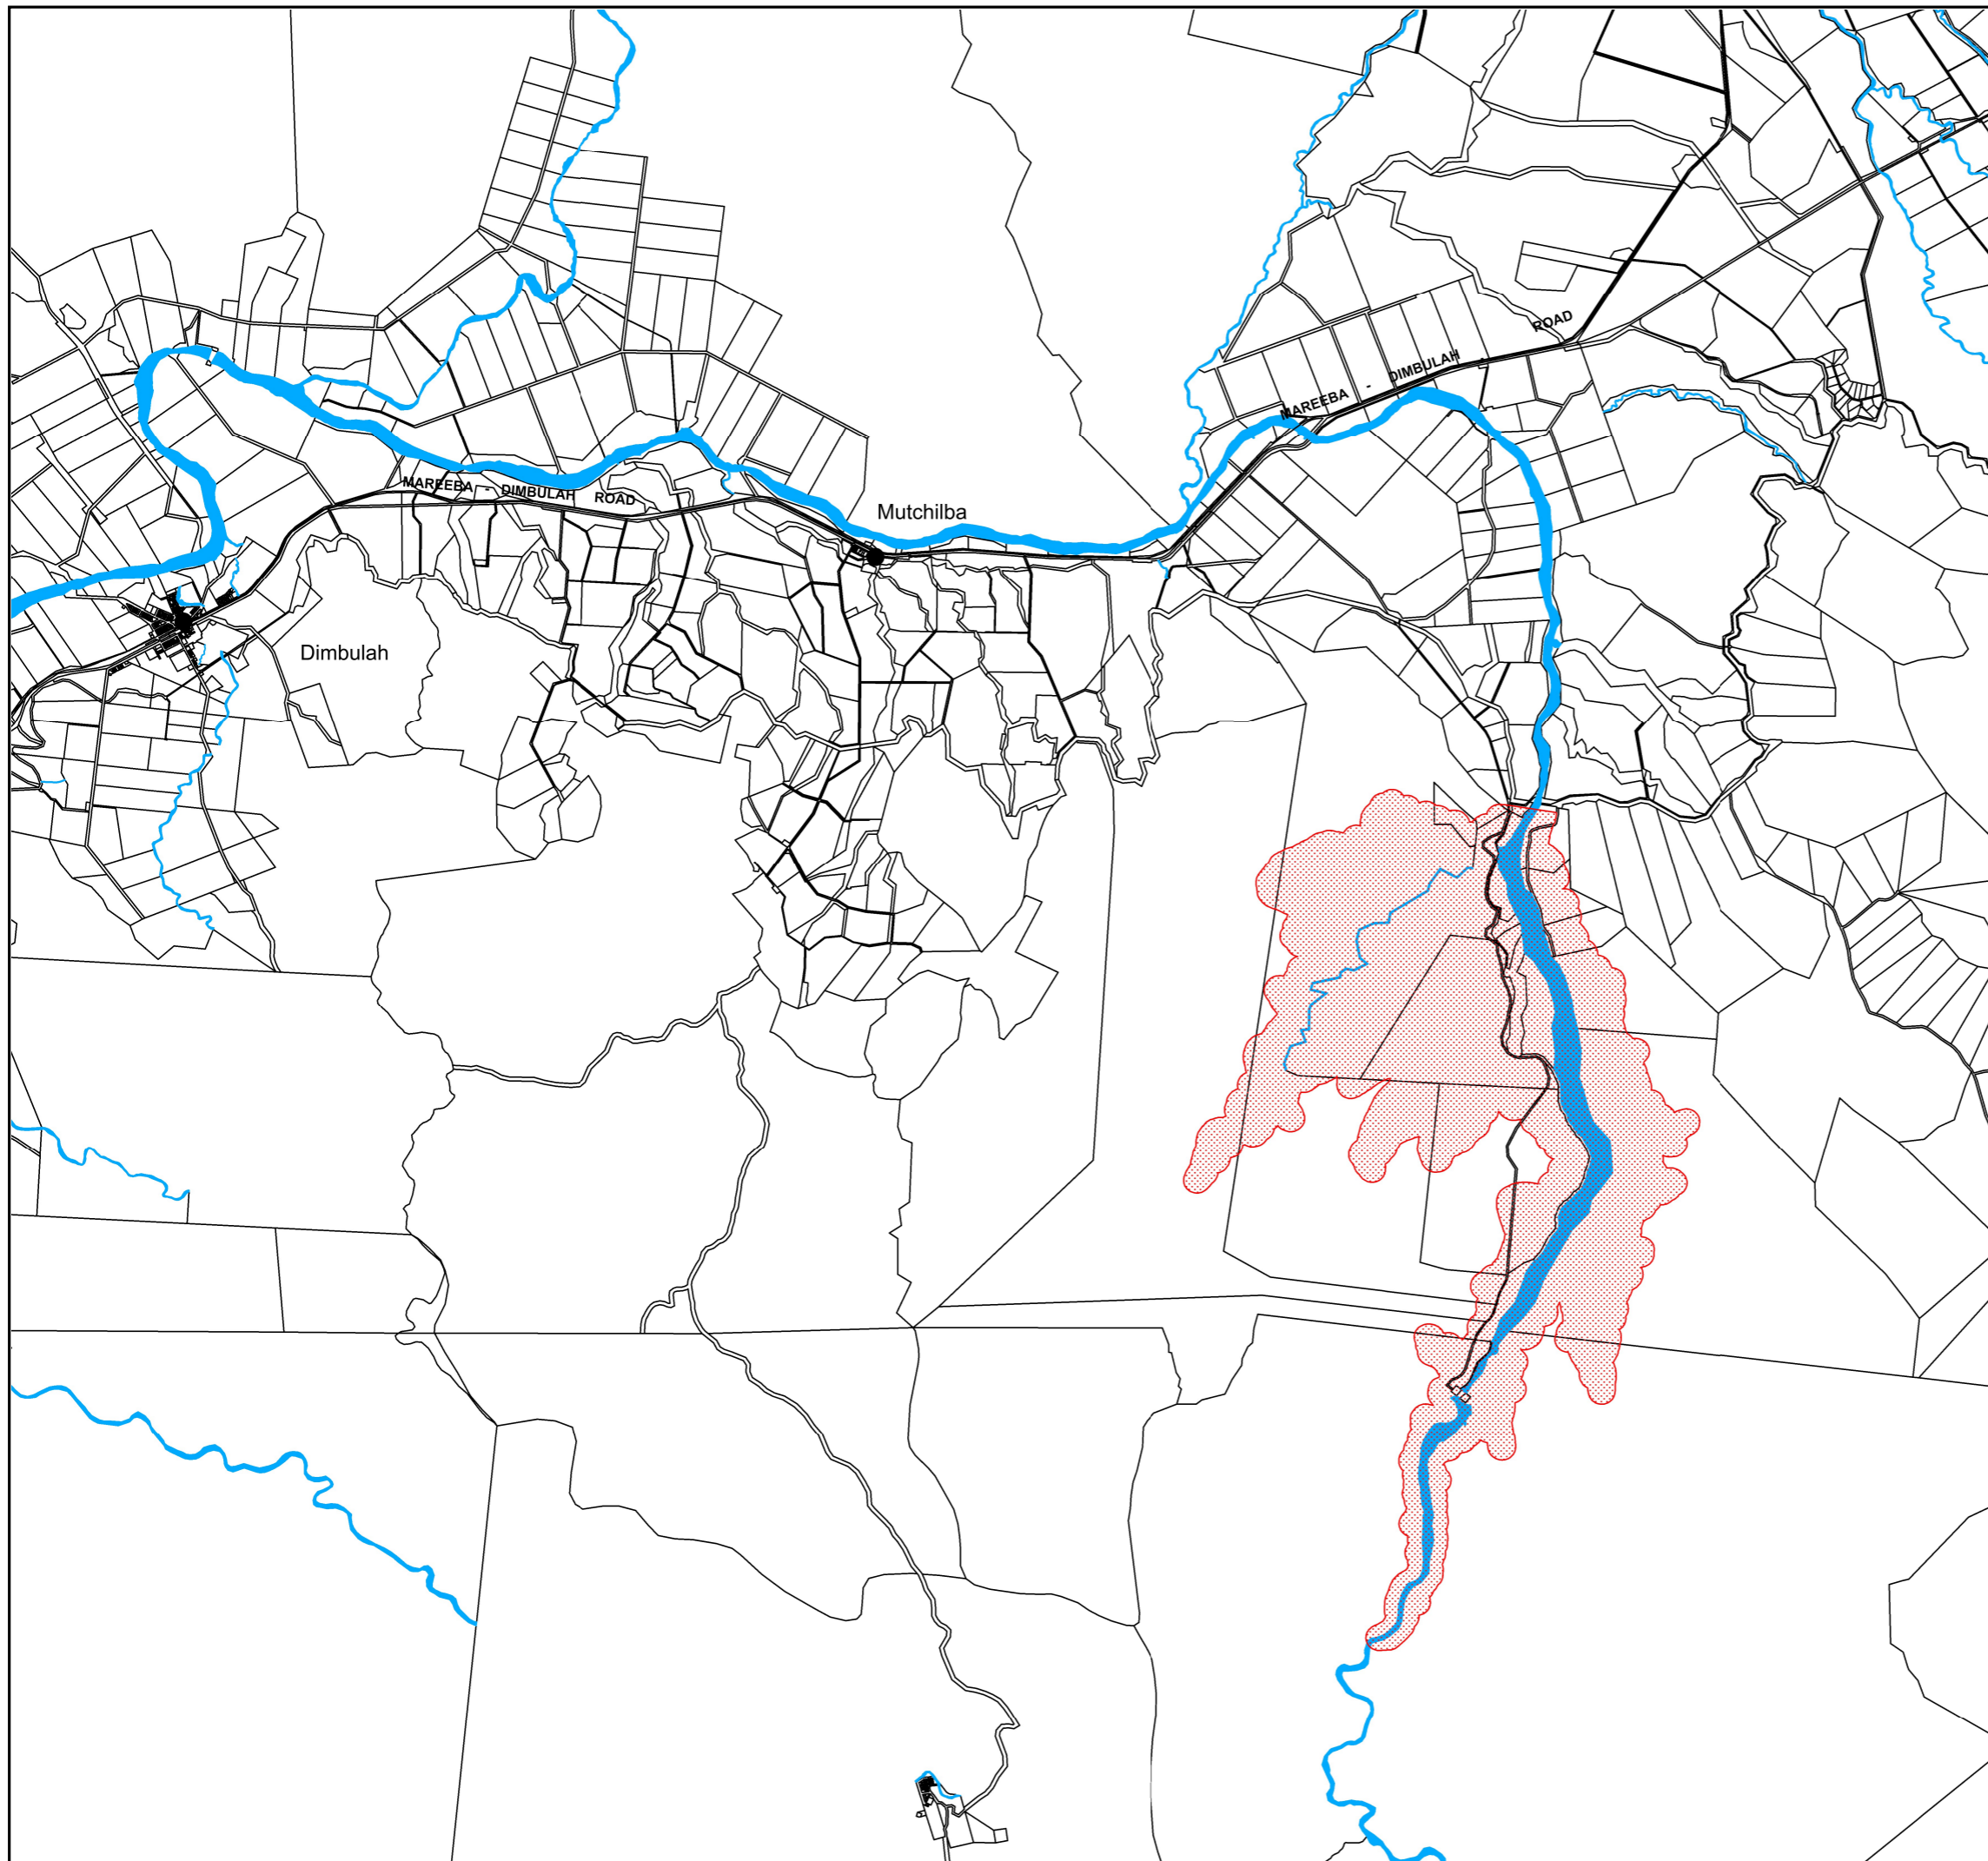 ROAD
MAREEBA - DIMBULAH
MAREEBA - DIMBULAH ROAD
Mutchilba
Dimbulah